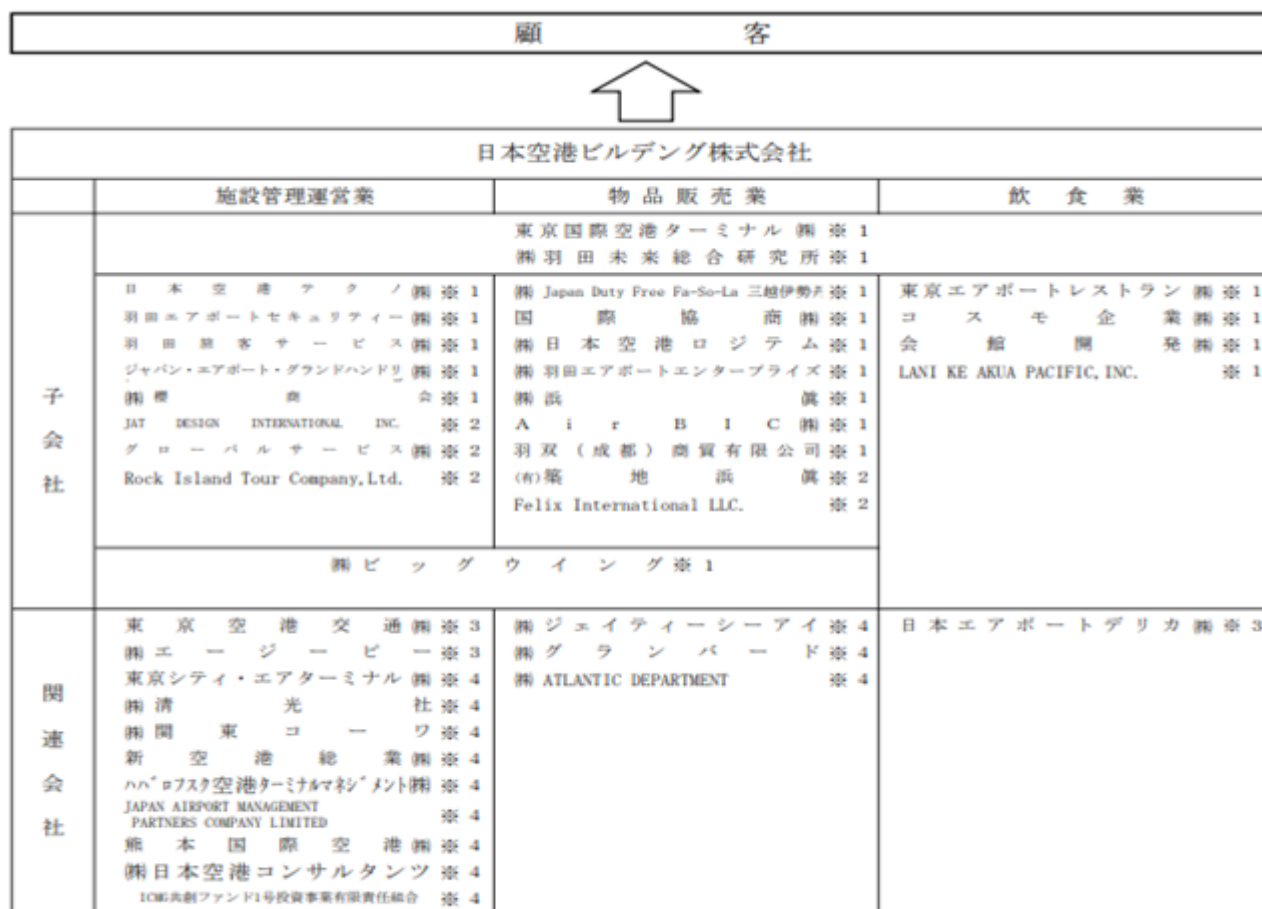 顧客
日本空港ビルデング株式会社
施設管理運営業
物品販売業
飲食業
子会社
東京国際空港ターミナル㈱ ※1
㈱羽田未来総合研究所 ※1
日本空港テクノ㈱ ※1
羽田エアポートセキュリティー㈱ ※1
羽田旅客サービス㈱ ※1
ジャパン・エアポート・グランドハンドリ ㈱ ※1
㈱櫻商会 ※1
JAT DESIGN INTERNATIONAL INC. ※2
グローバルサービス㈱ ※2
Rock Island Tour Company,Ltd. ※2
㈱Japan Duty Free Fa-So-La 三越伊勢丹 ※1
国際協商㈱ ※1
㈱日本空港ロジテム ※1
㈱羽田エアポートエンタープライズ ※1
㈱浜眞 ※1
Air BIC㈱ ※1
羽双(成都)商貿有限公司 ※1
㈲築地浜眞 ※2
Felix International LLC. ※2
東京エアポートレストラン㈱ ※1
コスモ企業㈱ ※1
会館開発㈱ ※1
LANI KE AKUA PACIFIC,INC. ※1
㈱ビッグウイング ※1
関連会社
東京空港交通㈱ ※3
㈱エージーピー ※3
東京シティ・エアターミナル㈱ ※4
㈱清光社 ※4
㈱関東コーワ ※4
新空港総業㈱ ※4
ハバロフスク空港ターミナルマネジメント㈱ ※4
JAPAN AIRPORT MANAGEMENT
PARTNERS COMPANY LIMITED ※4
熊本国際空港㈱ ※4
㈱日本空港コンサルタンツ ※4
ICMG共創ファンド1号投資事業有限責任組合 ※4
㈱ジェイティーシーアイ ※4
㈱グランバード ※4
㈱ATLANTIC DEPARTMENT ※4
日本エアポートデリカ㈱ ※3